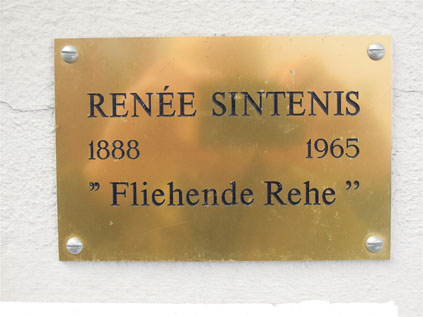 RENÉE SINTENIS
1888 1965
” Fliehende Rehe ”